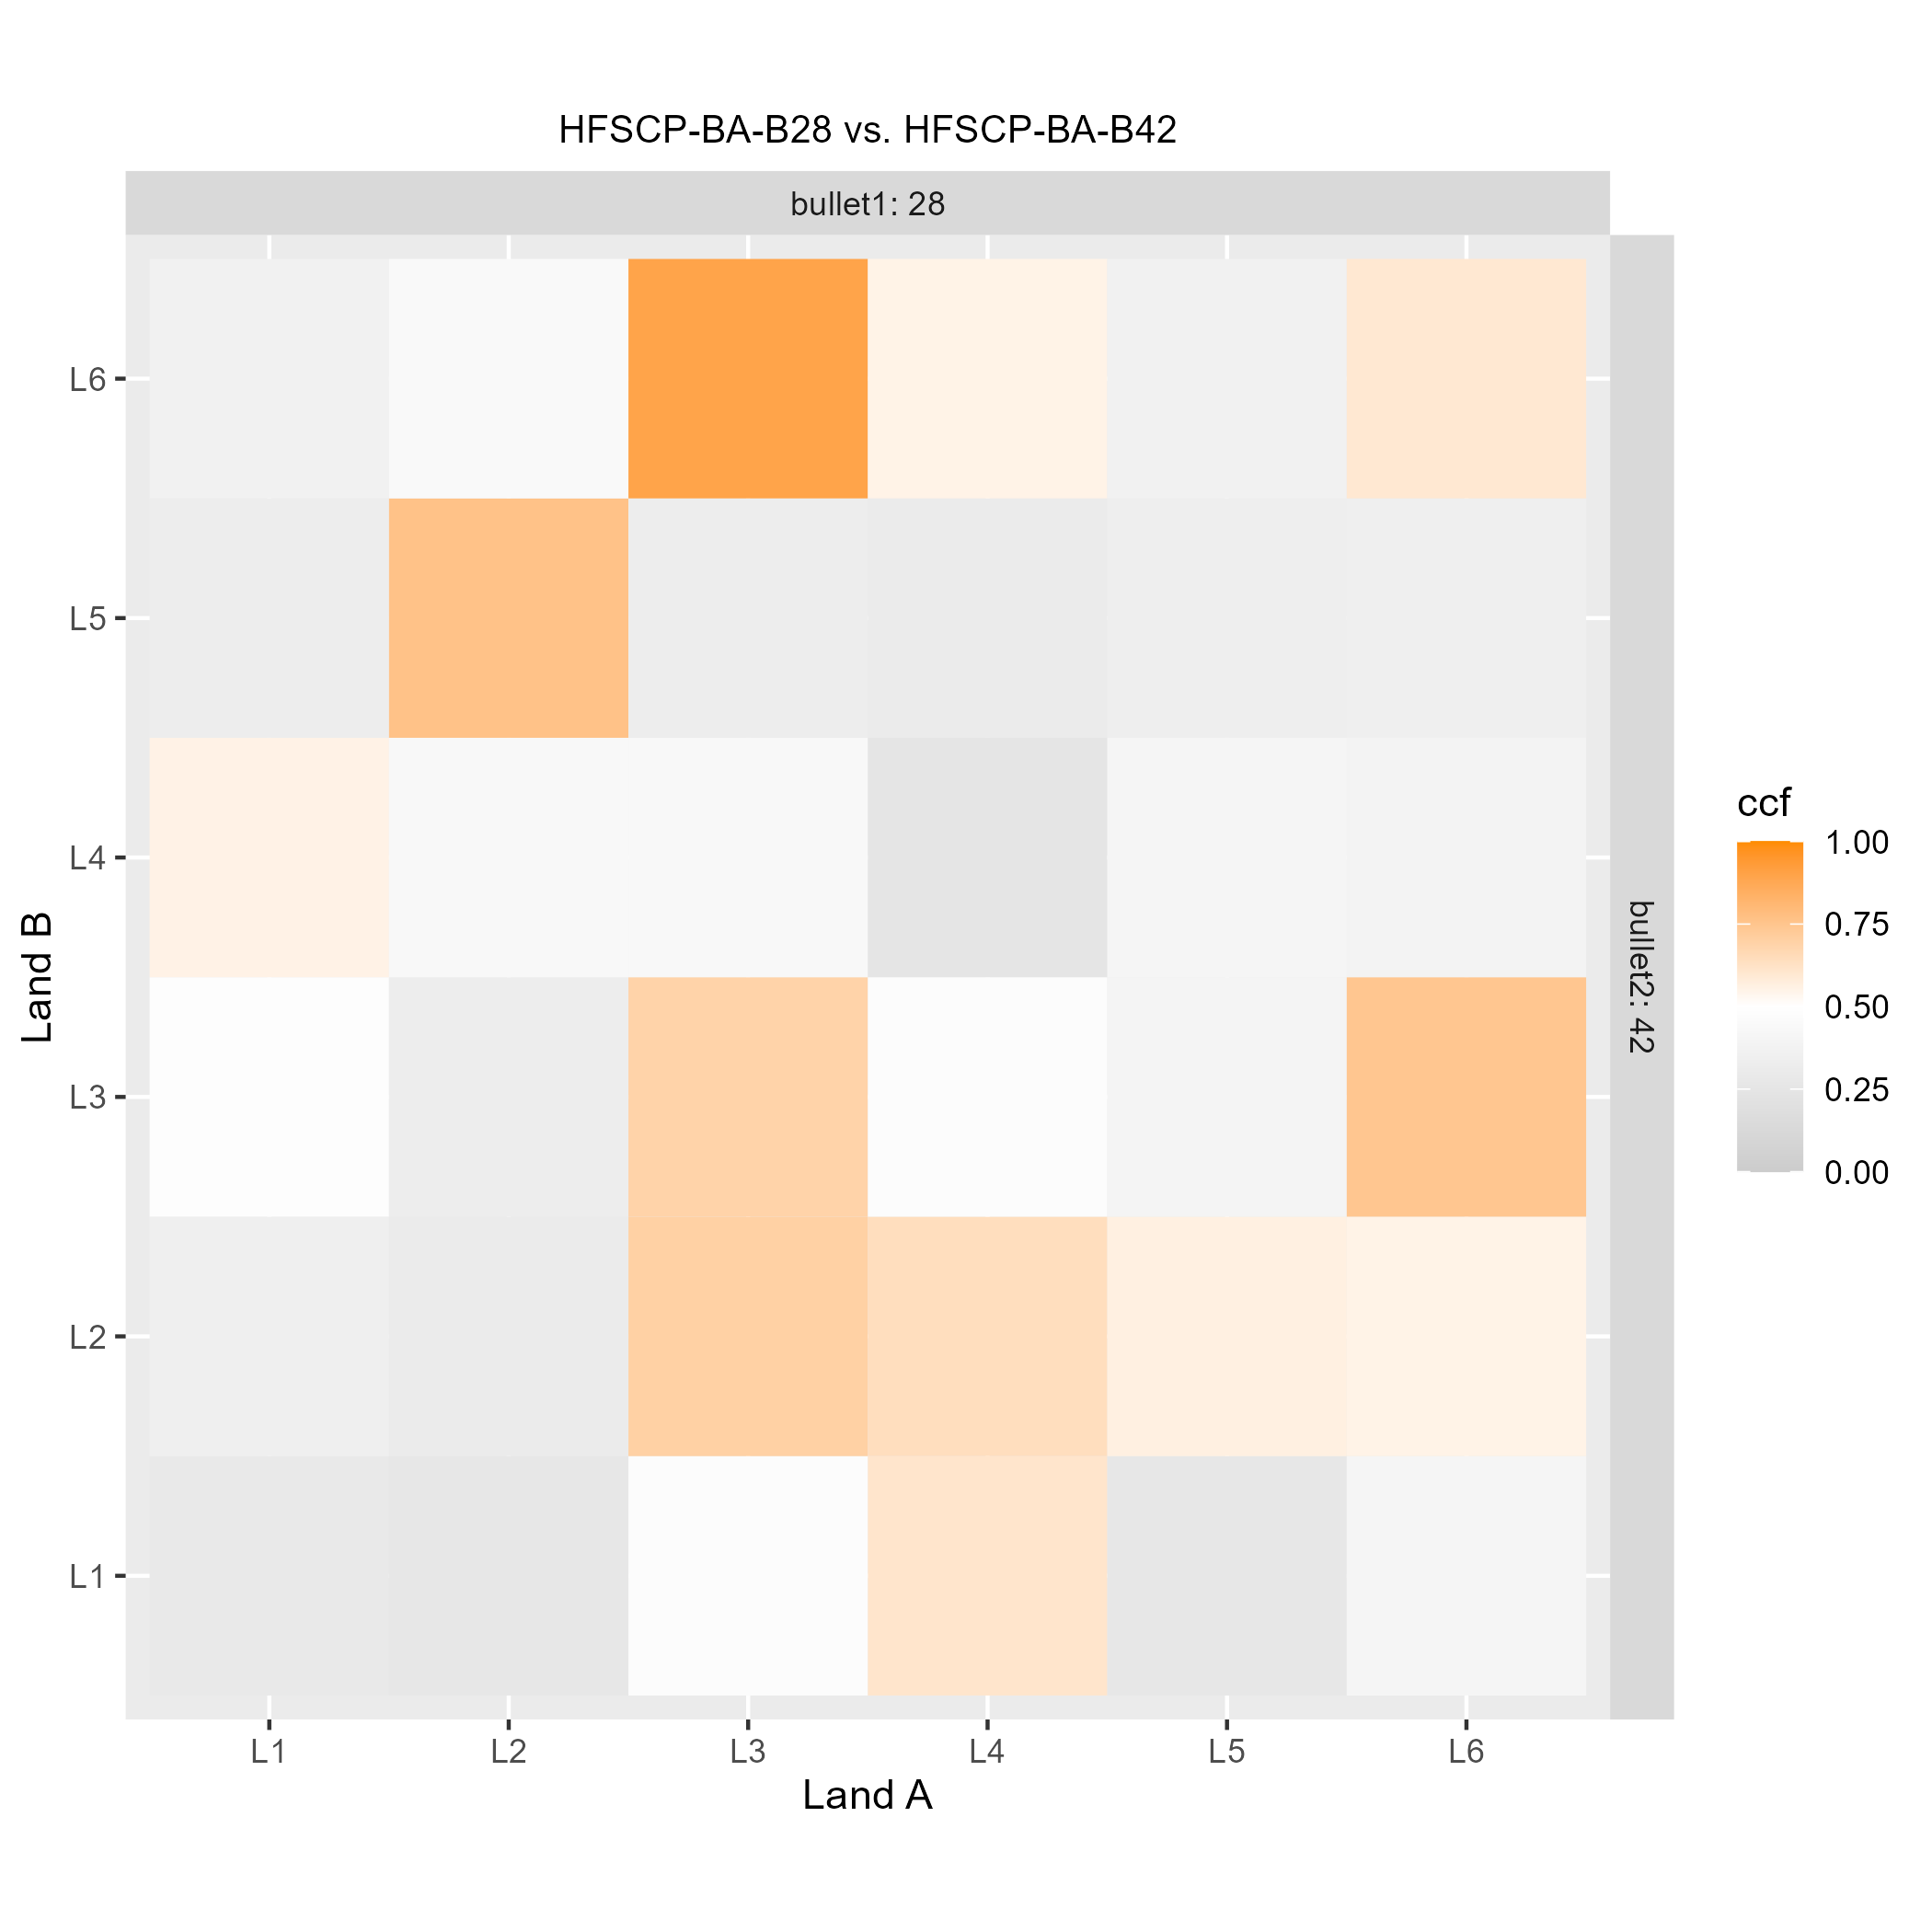 HFSCP-BA-B28 vs. HFSCP-BA-B42
bullet1: 28
L6
L5
L4
L3
L2
L1
Land B
bullet2: 42
L1 L2 L3 L4 L5 L6
Land A
ccf
1.00
0.75
0.50
0.25
0.00